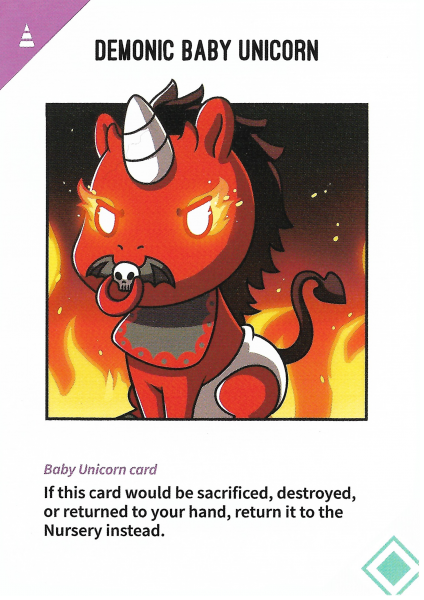 DEMONIC BABY UNICORN
Baby Unicorn card
If this card would be sacrificed, destroyed,
or returned to your hand, return it to the
Nursery instead.